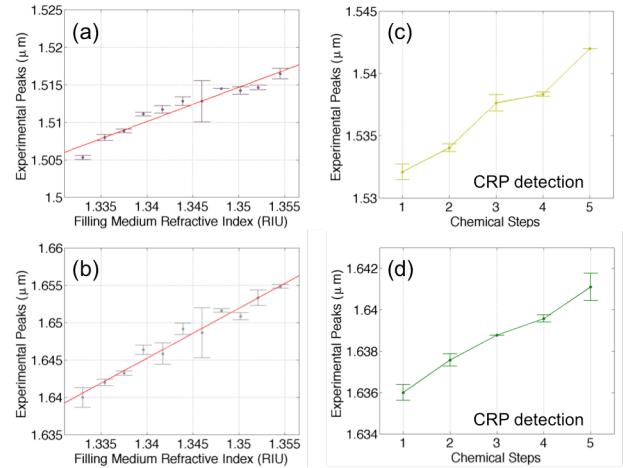 (a)
Experimental Peaks (μm)
1.525
1.52
1.515
1.51
1.505
1.5
1.335 1.34 1.345 1.35 1.355
Filling Medium Refractive Index (RIU)
(c)
Experimental Peaks (μm)
1.545
1.54
1.535
1.53
CRP detection
1 2 3 4 5
Chemical Steps
(b)
Experimental Peaks (μm)
1.66
1.655
1.65
1.645
1.64
1.635
1.335 1.34 1.345 1.35 1.355
Filling Medium Refractive Index (RIU)
(d)
Experimental Peaks (μm)
1.642
1.64
1.638
1.636
1.634
CRP detection
1 2 3 4 5
Chemical Steps